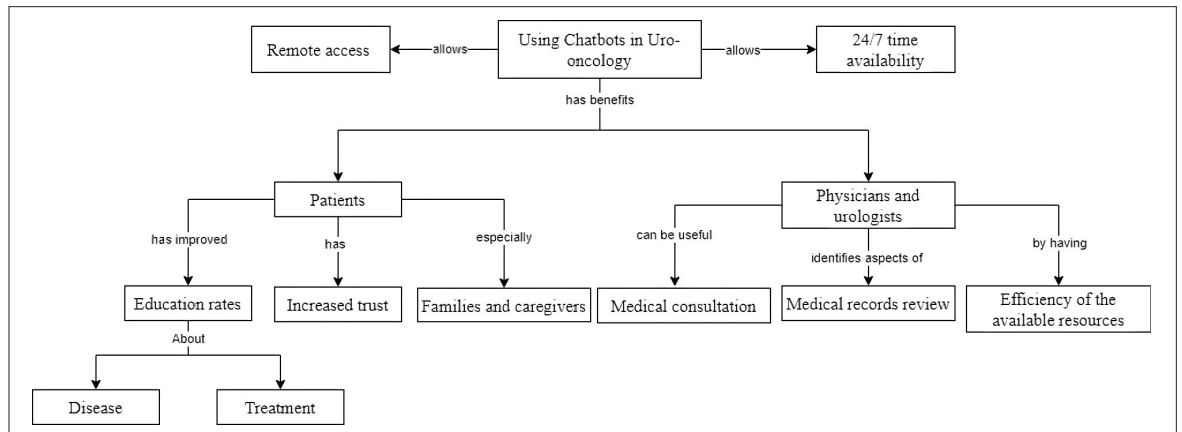 Remote access
allows
Using Chatbots in Uro-
oncology
allows
24/7 time
availability
has benefits
Patients
Physicians and
urologists
has improved
has
especially
can be useful
identifies aspects of
by having
Education rates
Increased trust
Families and caregivers
Medical consultation
Medical records review
Efficiency of the
available resources
About
Disease
Treatment